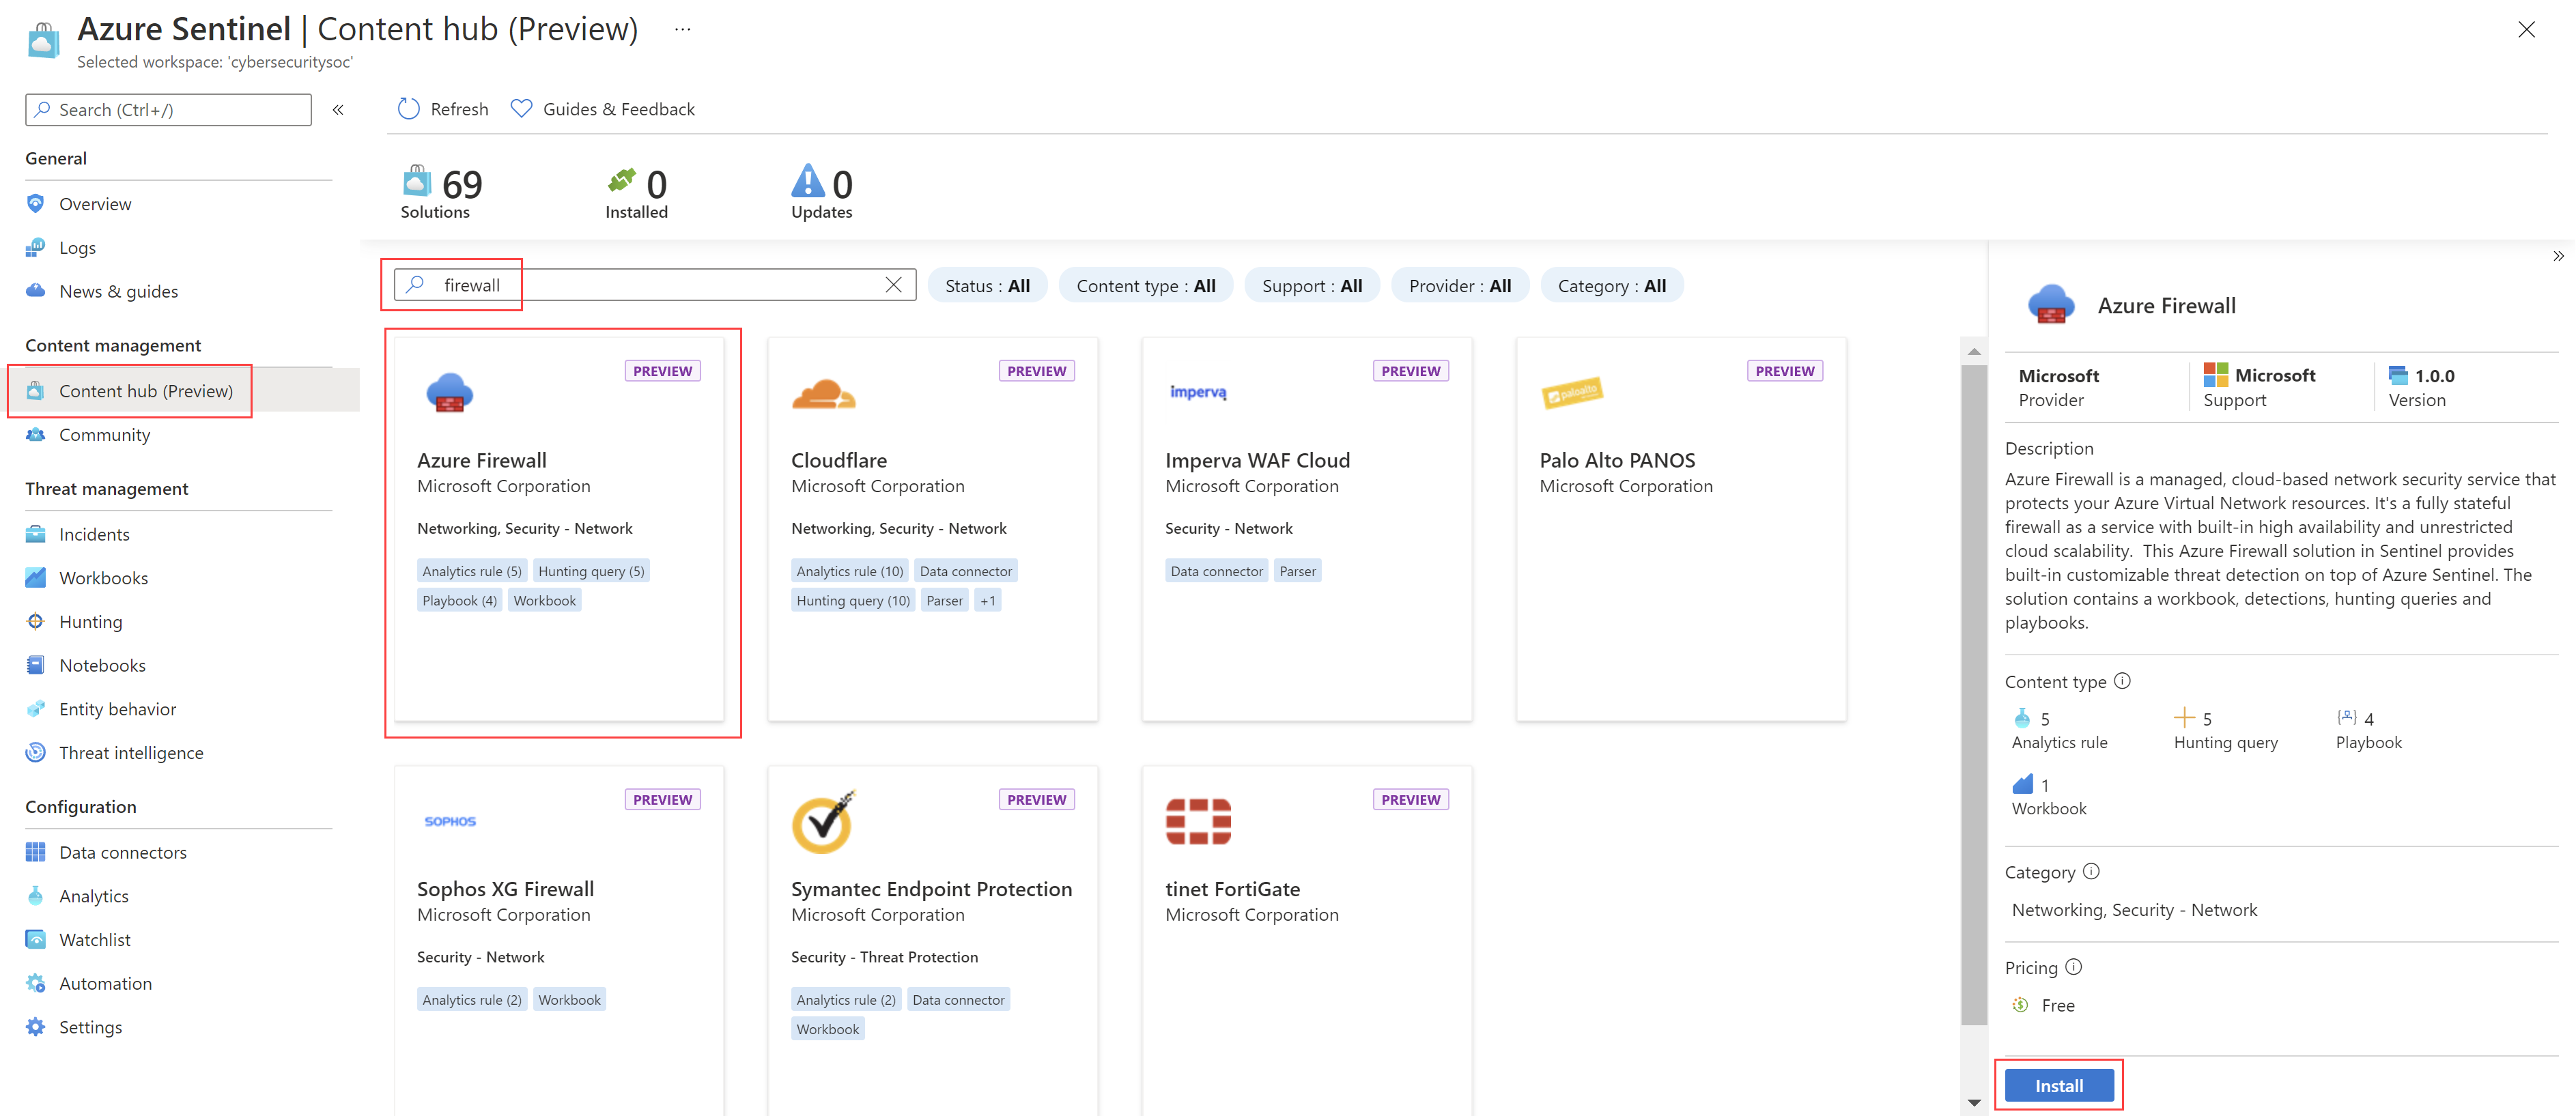 Azure Sentinel | Content hub (Preview) ...
Selected workspace: 'cybersecuritysoc'
Search (Ctrl+/)
General
Overview
Logs
News & guides
Content management
Content hub (Preview)
Community
Threat management
Incidents
Workbooks
Hunting
Notebooks
Entity behavior
Threat intelligence
Configuration
Data connectors
Analytics
Watchlist
Automation
Settings
Refresh
Guides & Feedback
69
Solutions
0
Installed
0
Updates
firewall
Status : All
Content type : All
Support : All
Provider : All
Category : All
PREVIEW
Azure Firewall
Microsoft Corporation
Networking, Security - Network
Analytics rule (5) Hunting query (5)
Playbook (4) Workbook
PREVIEW
Cloudflare
Microsoft Corporation
Networking, Security - Network
Analytics rule (10) Data connector
Hunting query (10) Parser +1
PREVIEW
imperva
Imperva WAF Cloud
Microsoft Corporation
Security - Network
Data connector Parser
PREVIEW
paloalto
Palo Alto PANOS
Microsoft Corporation
PREVIEW
SOPHOS
Sophos XG Firewall
Microsoft Corporation
Security - Network
Analytics rule (2) Workbook
PREVIEW
Symantec Endpoint Protection
Microsoft Corporation
Security - Threat Protection
Analytics rule (2) Data connector
Workbook
PREVIEW
tinet FortiGate
Microsoft Corporation
Azure Firewall
Microsoft
Provider
Microsoft
Support
1.0.0
Version
Description
Azure Firewall is a managed, cloud-based network security service that
protects your Azure Virtual Network resources. It's a fully stateful
firewall as a service with built-in high availability and unrestricted
cloud scalability. This Azure Firewall solution in Sentinel provides
built-in customizable threat detection on top of Azure Sentinel. The
solution contains a workbook, detections, hunting queries and
playbooks.
Content type
5
Analytics rule
5
Hunting query
4
Playbook
1
Workbook
Category
Networking, Security - Network
Pricing
Free
Install